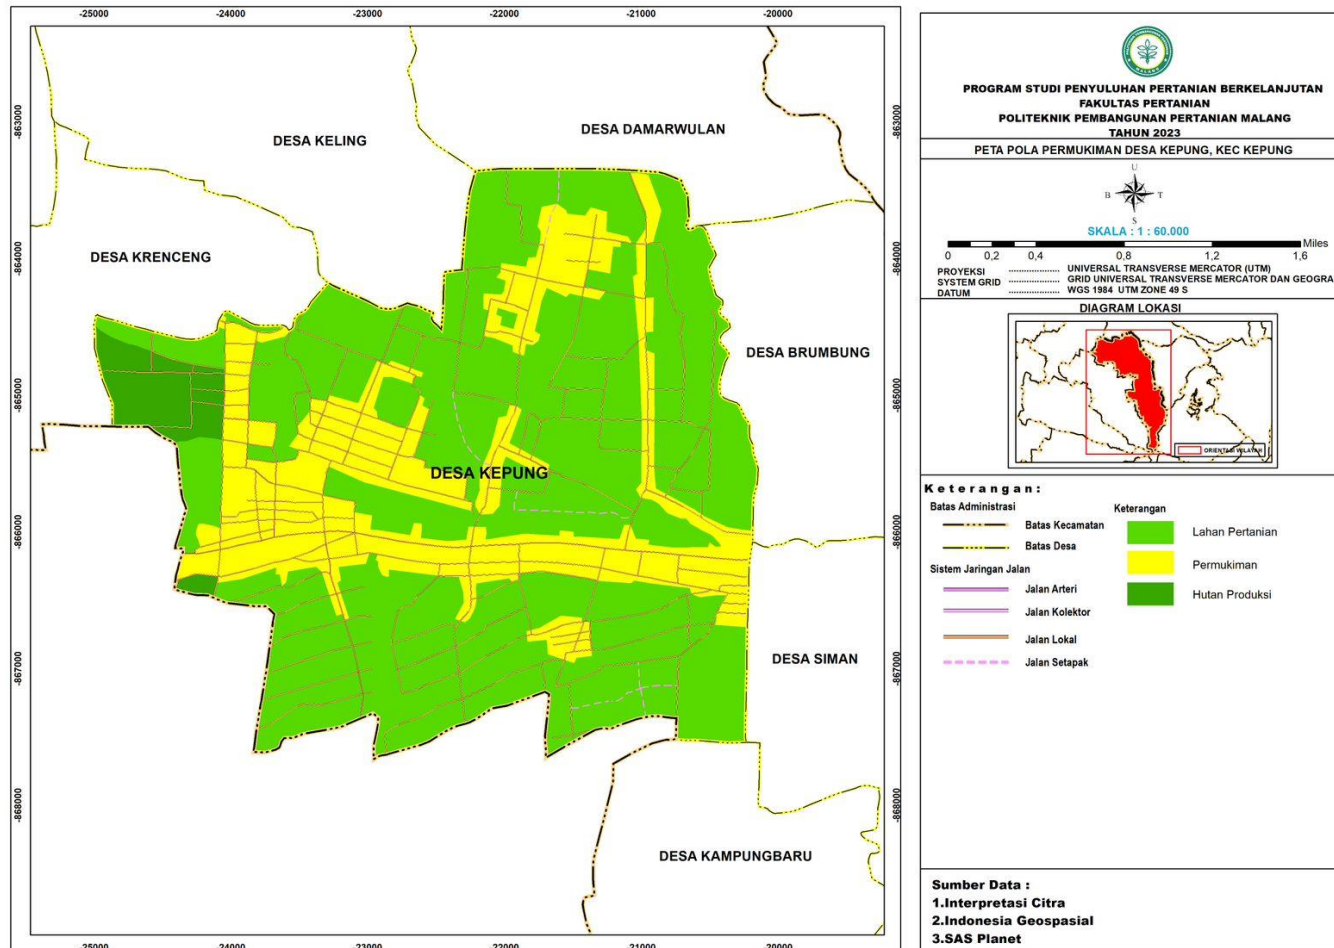 -25000
-24000
-23000
-22000
-21000
-20000
-863000
-864000
-865000
-866000
-867000
-868000
DESA KELING
DESA DAMARWULAN
DESA KRENCENG
DESA BRUMBUNG
DESA KEPUNG
DESA SIMAN
DESA KAMPUNGBARU
-863000
-864000
-865000
-866000
-867000
-868000
-25000
-24000
-23000
-22000
-21000
-20000
MALANG
PROGRAM STUDI PENYULUHAN PERTANIAN BERKELANJUTAN
FAKULTAS PERTANIAN
POLITEKNIK PEMBANGUNAN PERTANIAN MALANG
TAHUN 2023
PETA POLA PERMUKIMAN DESA KEPUNG, KEC KEPUNG
U
B T
S
SKALA : 1 : 60.000
Miles
0 0,2 0,4 0,8 1,2 1,6
PROYEKSI ................... UNIVERSAL TRANSVERSE MERCATOR (UTM)
SYSTEM GRID ................... GRID UNIVERSAL TRANSVERSE MERCATOR DAN GEOGRA
DATUM ................... WGS 1984 UTM ZONE 49 S
DIAGRAM LOKASI
ORIENTASI WILAYAH
Keterangan :
Batas Administrasi
Batas Kecamatan
Batas Desa
Sistem Jaringan Jalan
Jalan Arteri
Jalan Kolektor
Jalan Lokal
Jalan Setapak
Keterangan
Lahan Pertanian
Permukiman
Hutan Produksi
Sumber Data :
1.Interpretasi Citra
2.Indonesia Geospasial
3.SAS Planet